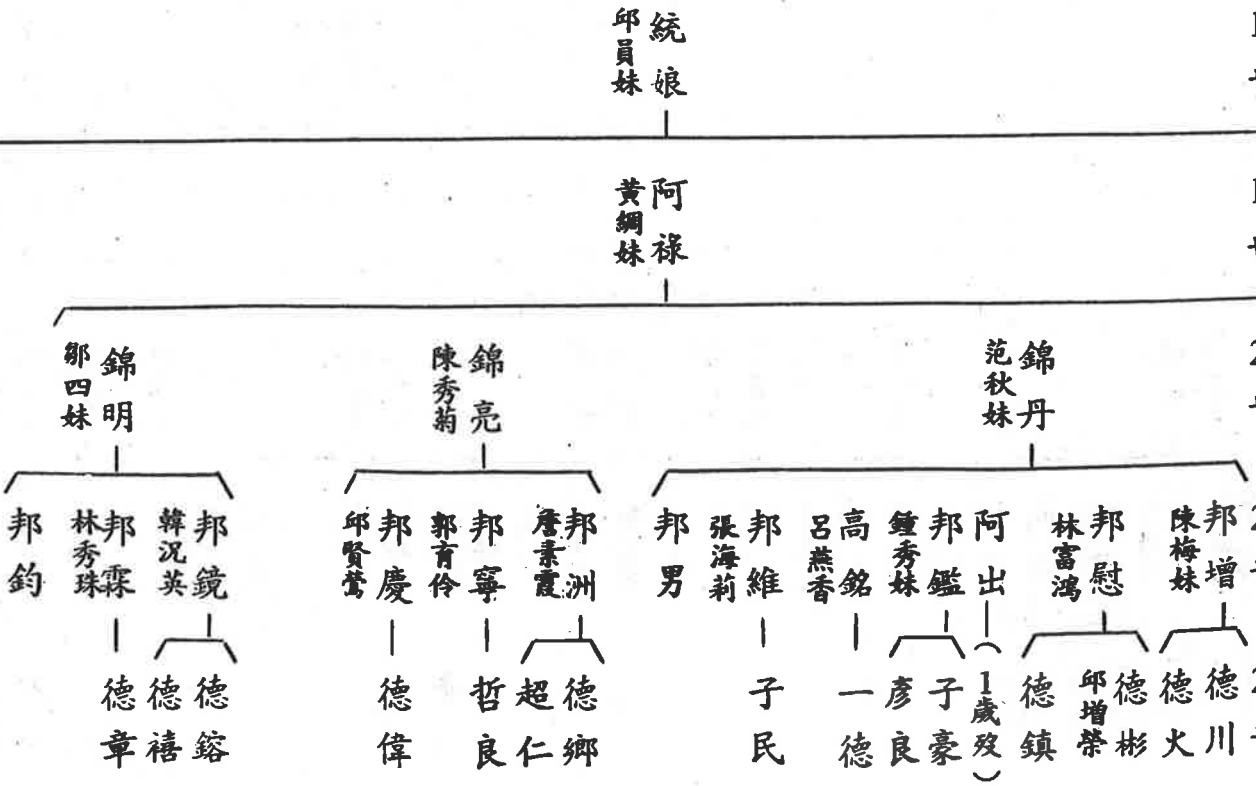 統娘
邱員妹
阿祿
黃綢妹
錦丹
范秋妹
錦亮
陳秀菊
錦明
鄒四妹
邦增
陳梅妹
邦慰
林富鴻
阿出
邦鑑
鍾秀妹
高銘
呂燕香
邦維
張海莉
邦男
邦洲
詹素霞
邦寧
郭育伶
邦慶
邱賢鶯
邦鏡
韓況英
邦霖
林秀珠
邦鈞
德川
德火
德彬
邱增榮
德鎮
（1歲歿）
子豪
彥良
一德
子民
德鄉
超仁
哲良
德偉
德鎔
德禧
德章